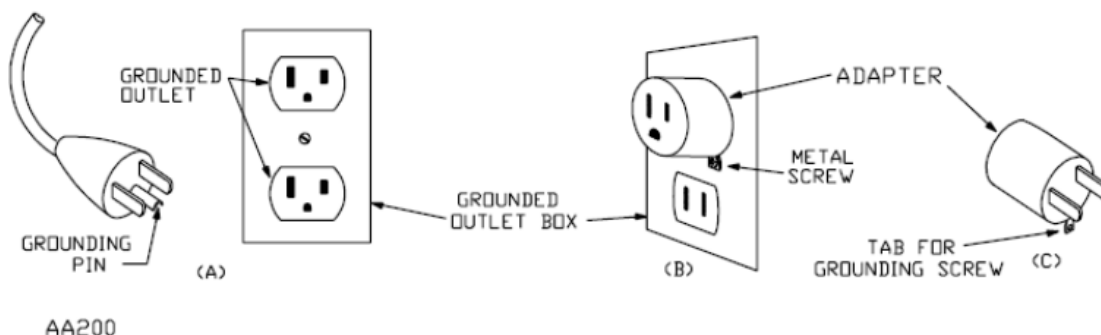 GROUNDED
OUTLET
GROUNDING
PIN
(A)
GROUNDED
OUTLET BOX
METAL
SCREW
(B)
ADAPTER
TAB FOR
GROUNDING SCREW
(C)
AA200